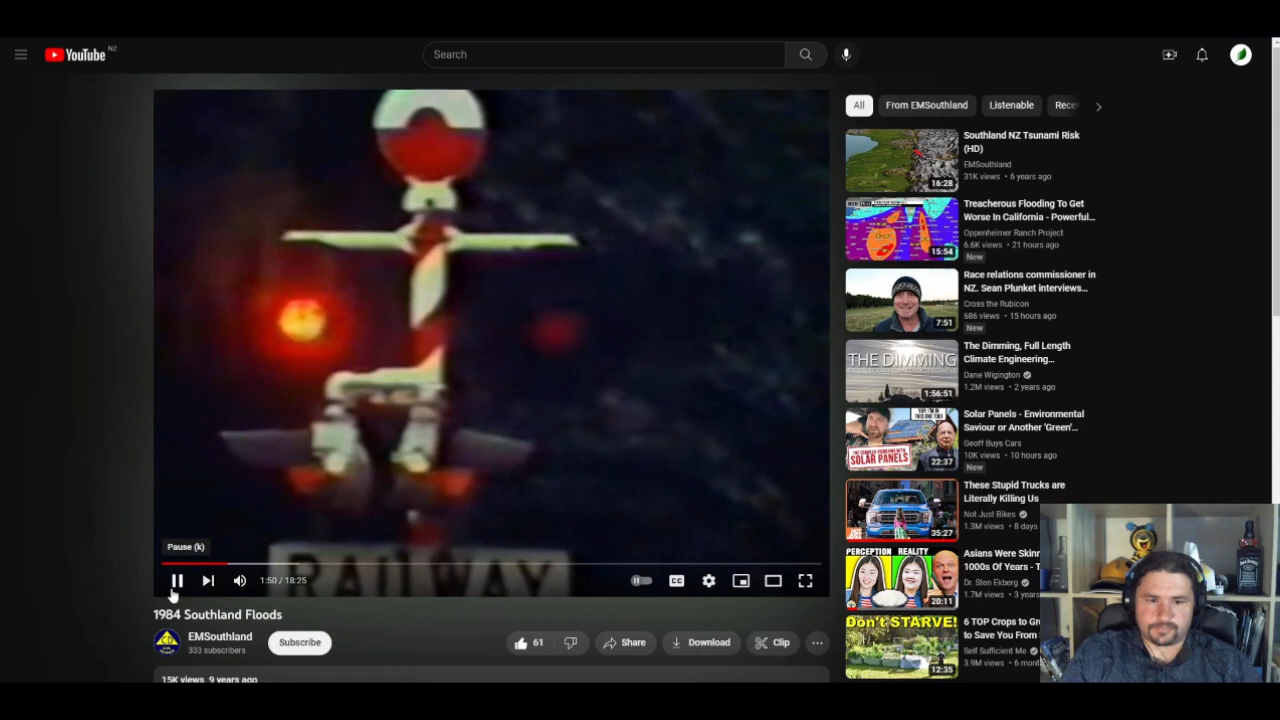 YouTube NZ
Search
Pause (k)
1:50 / 18:25
CC
RAILWAY
1984 Southland Floods
EMSouthland
333 subscribers
Subscribe
61
Share
Download
Clip
15K views 9 years ago
All
From EMSouthland
Listenable
Rece
16:28
Southland NZ Tsunami Risk
(HD)
EMSouthland
31K views • 6 years ago
15:54
Treacherous Flooding To Get
Worse In California - Powerful...
Oppenheimer Ranch Project
6.6K views • 21 hours ago
New
7:51
Race relations commissioner in
NZ. Sean Plunket interviews...
Cross the Rubicon
686 views • 15 hours ago
New
THE DIMMING
1:56:51
The Dimming, Full Length
Climate Engineering...
Dane Wigington
1.2M views • 2 years ago
SOLAR PANELS
22:37
Solar Panels - Environmental
Saviour or Another 'Green'...
Geoff Buys Cars
10K views • 10 hours ago
New
35:27
These Stupid Trucks are
Literally Killing Us
Not Just Bikes
1.3M views • 8 days
PERCEPTION REALITY
20:11
Asians Were Skinn
1000s Of Years - T
Dr. Sten Ekberg
1.7M views • 3 years
Don't STARVE!
12:35
6 TOP Crops to Gr
to Save You From
Self Sufficient Me
3.9M views • 6 mont